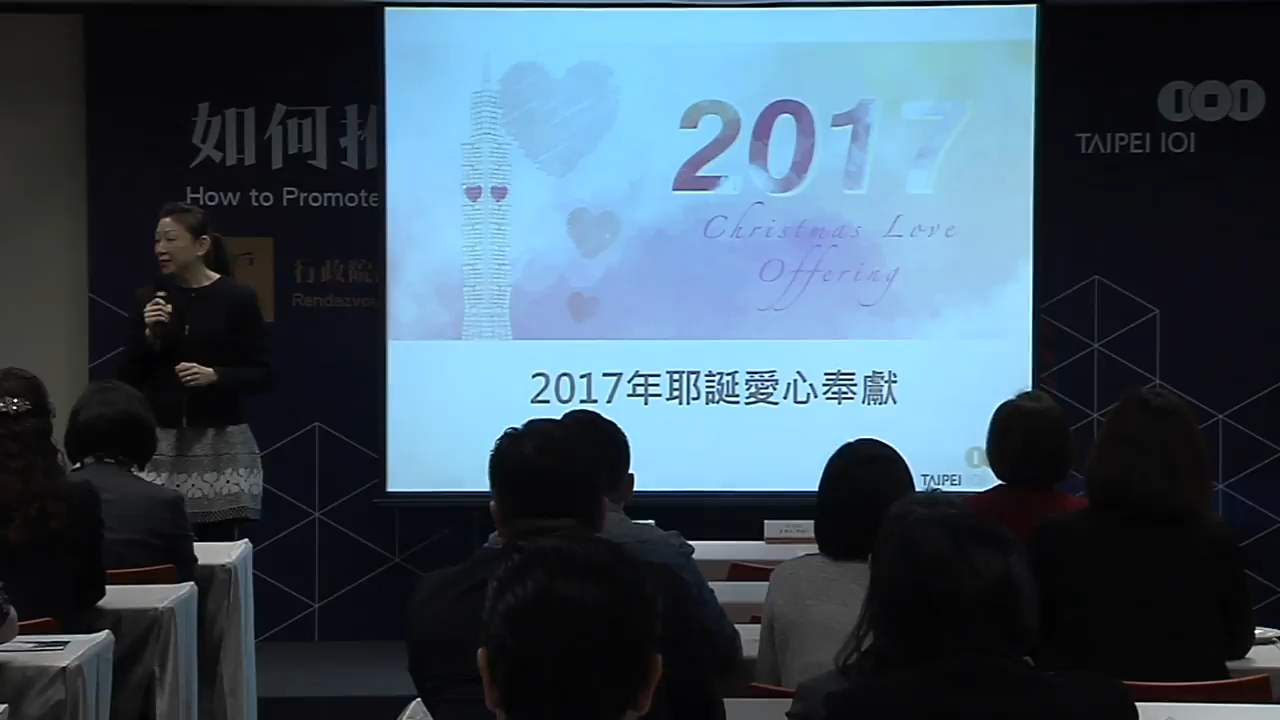 如何推
How to Promote
行政院
Rendezvou
2017
Christmas Love
Offering
2017年耶誕愛心奉獻
TAIPEI
TAIPEI 101